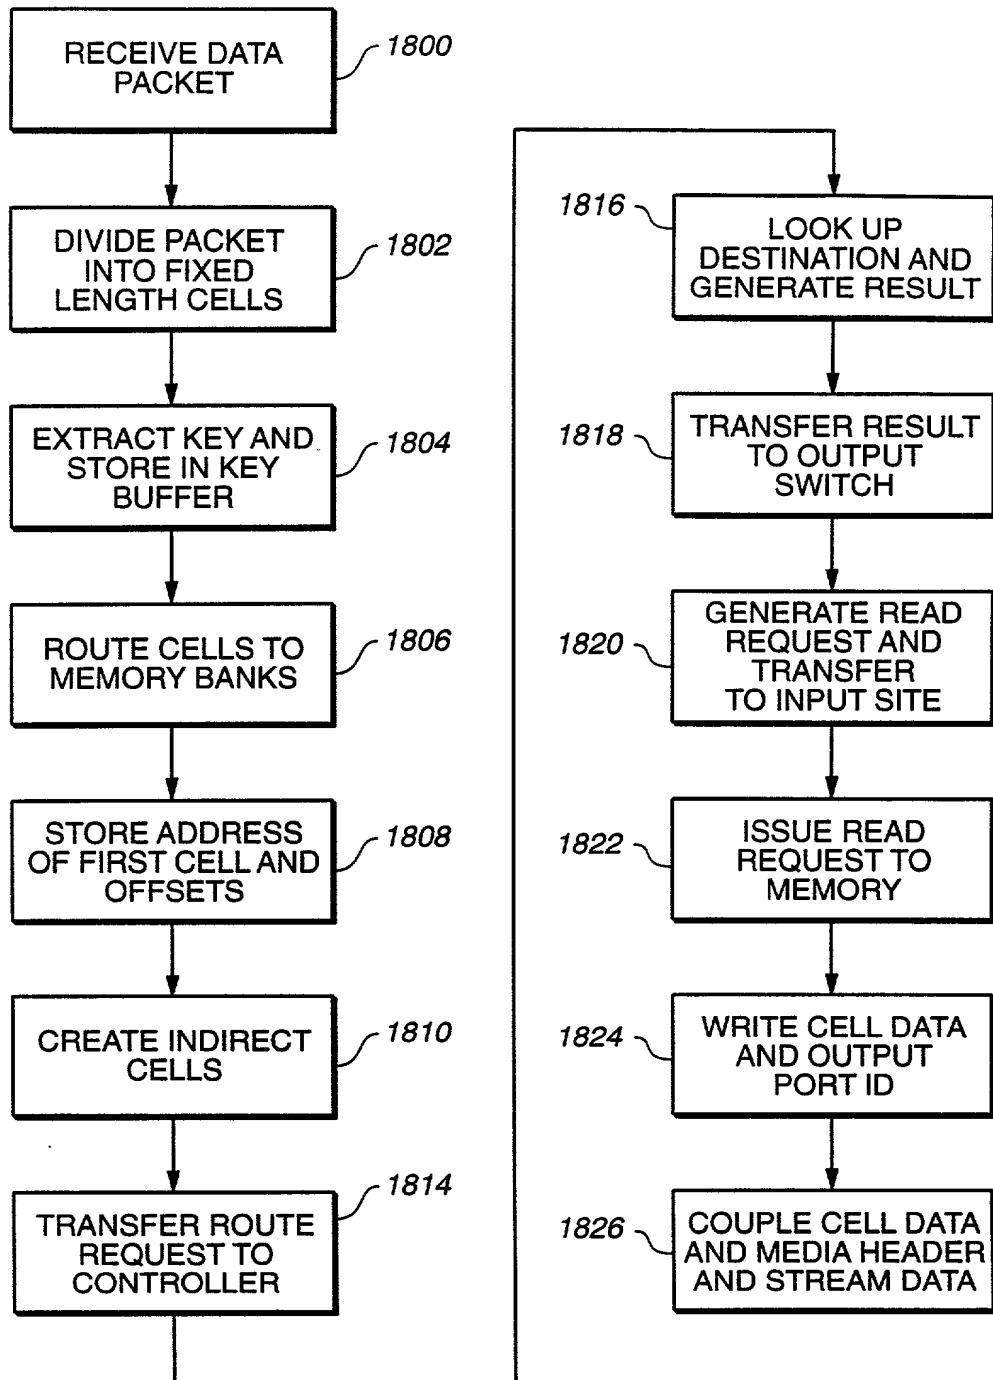 RECEIVE DATA
PACKET
1800
DIVIDE PACKET
INTO FIXED
LENGTH CELLS
1802
EXTRACT KEY AND
STORE IN KEY
BUFFER
1804
ROUTE CELLS TO
MEMORY BANKS
1806
STORE ADDRESS
OF FIRST CELL AND
OFFSETS
1808
CREATE INDIRECT
CELLS
1810
TRANSFER ROUTE
REQUEST TO
CONTROLLER
1814
1816
LOOK UP
DESTINATION AND
GENERATE RESULT
1818
TRANSFER RESULT
TO OUTPUT
SWITCH
1820
GENERATE READ
REQUEST AND
TRANSFER
TO INPUT SITE
1822
ISSUE READ
REQUEST TO
MEMORY
1824
WRITE CELL DATA
AND OUTPUT
PORT ID
1826
COUPLE CELL DATA
AND MEDIA HEADER
AND STREAM DATA